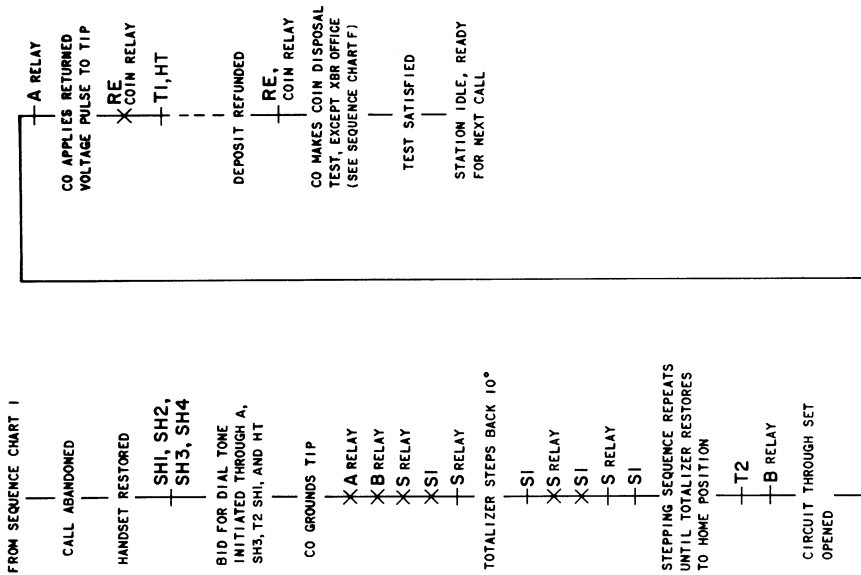 FROM SEQUENCE CHART 1
CALL ABANDONED
HANDSET RESTORED
SH1, SH2,
SH3, SH4
BID FOR DIAL TONE
INITIATED THROUGH A,
SH3, T2 SH1, AND HT
CO GROUNDS TIP
A RELAY
B RELAY
S RELAY
S1
S RELAY
TOTALIZER STEPS BACK 10°
S1
S RELAY
S1
S RELAY
S1
STEPPING SEQUENCE REPEATS
UNTIL TOTALIZER RESTORES
TO HOME POSITION
T2
B RELAY
CIRCUIT THROUGH SET
OPENED
A RELAY
CO APPLIES RETURNED
VOLTAGE PULSE TO TIP
RE
COIN RELAY
T1, HT
DEPOSIT REFUNDED
RE,
COIN RELAY
CO MAKES COIN DISPOSAL
TEST, EXCEPT XBR OFFICE
(SEE SEQUENCE CHART F)
TEST SATISFIED
STATION IDLE, READY
FOR NEXT CALL